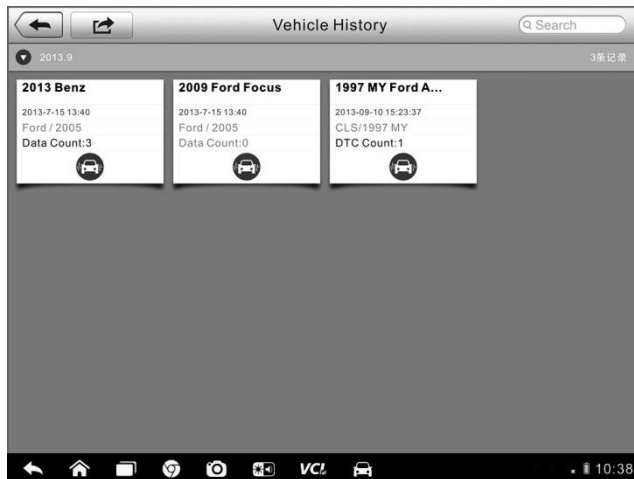 Vehicle History
Search
2013.9
3条记录
2013 Benz
2013-7-15 13:40
Ford / 2005
Data Count:3
2009 Ford Focus
2013-7-15 13:40
Ford / 2005
Data Count:0
1997 MY Ford A...
2013-09-10 15:23:37
CLS/1997 MY
DTC Count:1
VCI
10:38